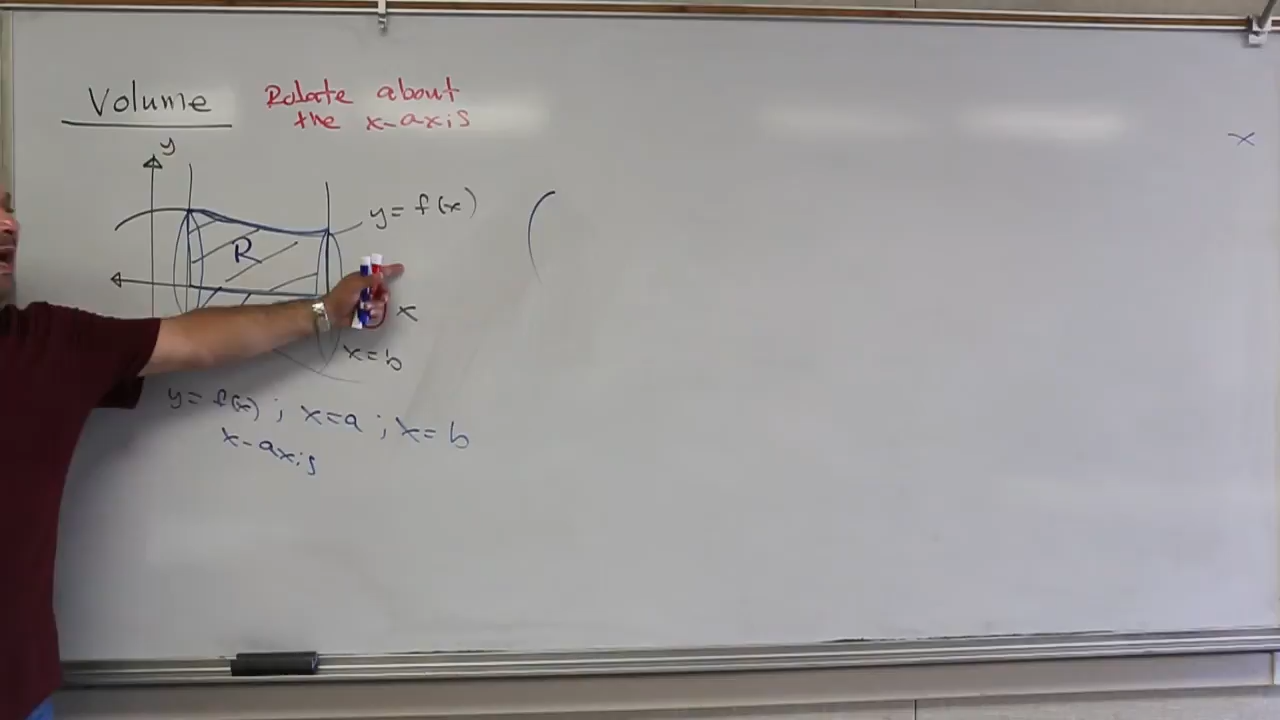 Volume
Rotate about
the x-axis
y
y = f(x)
R
x
x = b
y = f(x) ; x = a ; x = b
x-axis
x